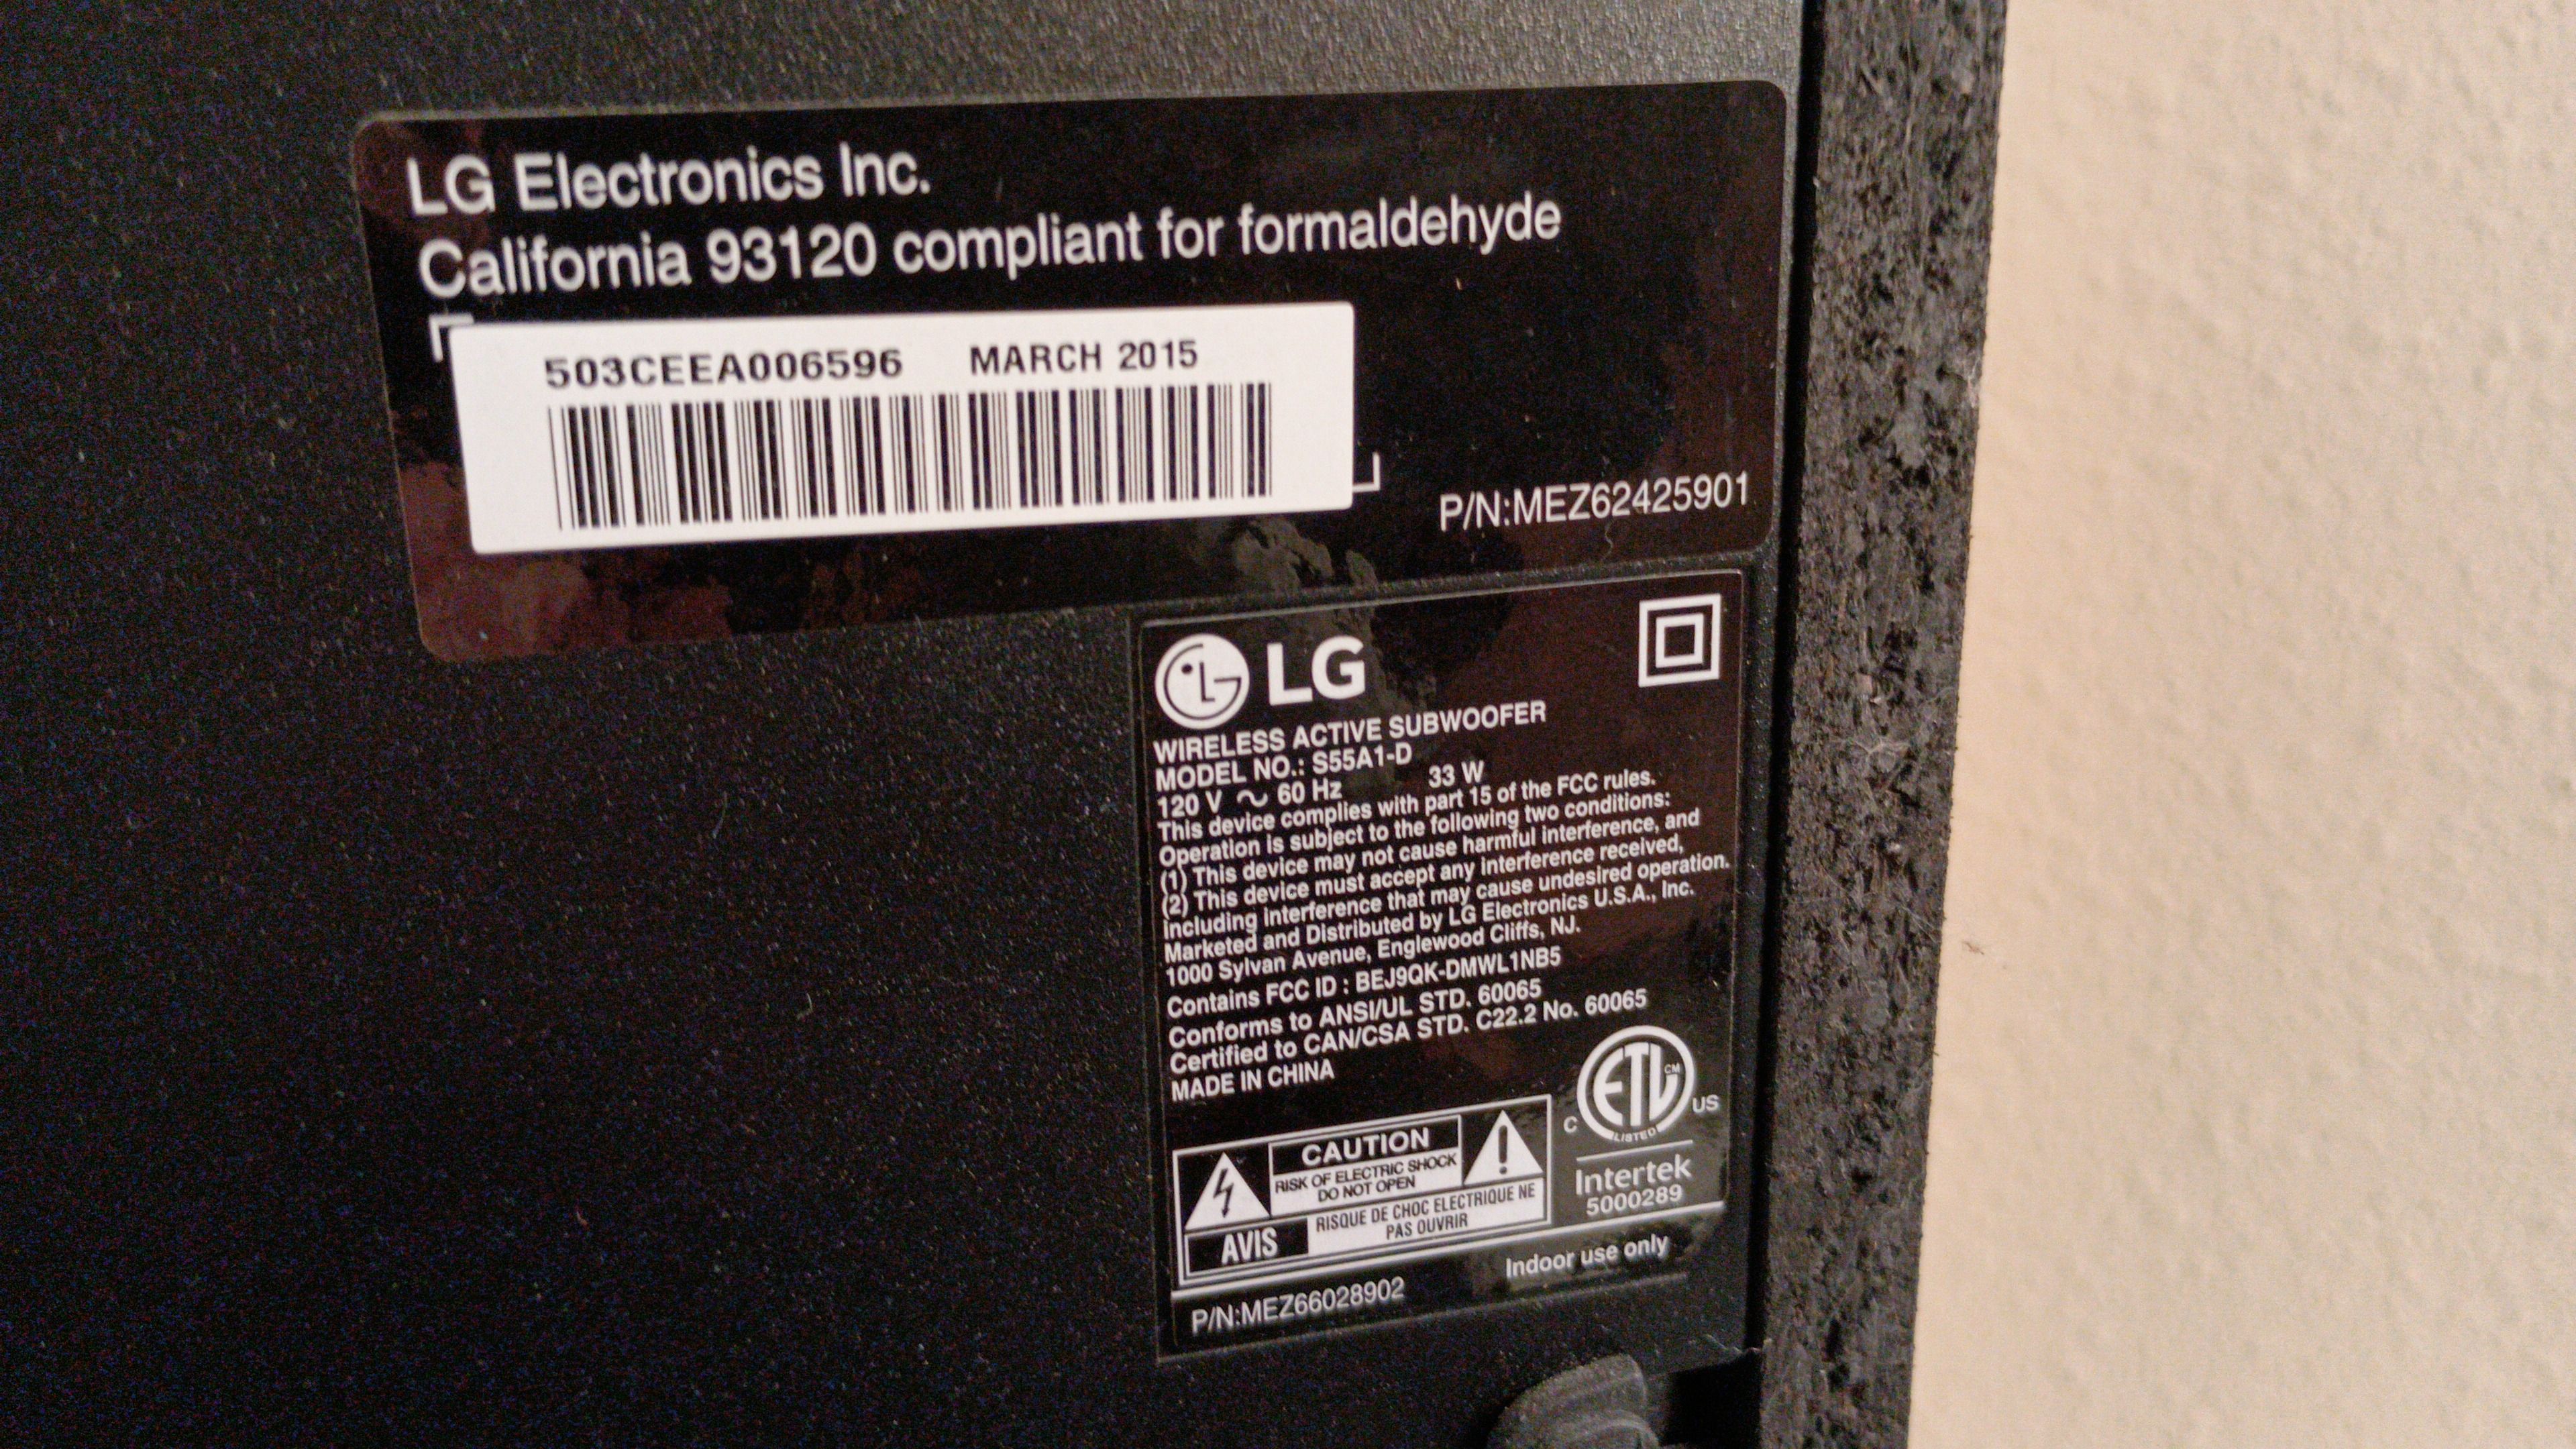 LG Electronics Inc.
California 93120 compliant for formaldehyde
503CEEA006596 MARCH 2015
P/N:MEZ62425901
LG
WIRELESS ACTIVE SUBWOOFER
MODEL NO.: S55A1-D
120 V ~ 60 Hz 33 W
This device complies with part 15 of the FCC rules.
Operation is subject to the following two conditions:
(1) This device may not cause harmful interference, and
(2) This device must accept any interference received,
including interference that may cause undesired operation.
Marketed and Distributed by LG Electronics U.S.A., Inc.
1000 Sylvan Avenue, Englewood Cliffs, NJ.
Contains FCC ID : BEJ9QK-DMWL1NB5
Conforms to ANSI/UL STD. 60065
Certified to CAN/CSA STD. C22.2 No. 60065
MADE IN CHINA
CAUTION
RISK OF ELECTRIC SHOCK
DO NOT OPEN
AVIS
RISQUE DE CHOC ELECTRIQUE NE
PAS OUVRIR
ETL CM
C US
LISTED
Intertek
5000289
Indoor use only
P/N:MEZ66028902